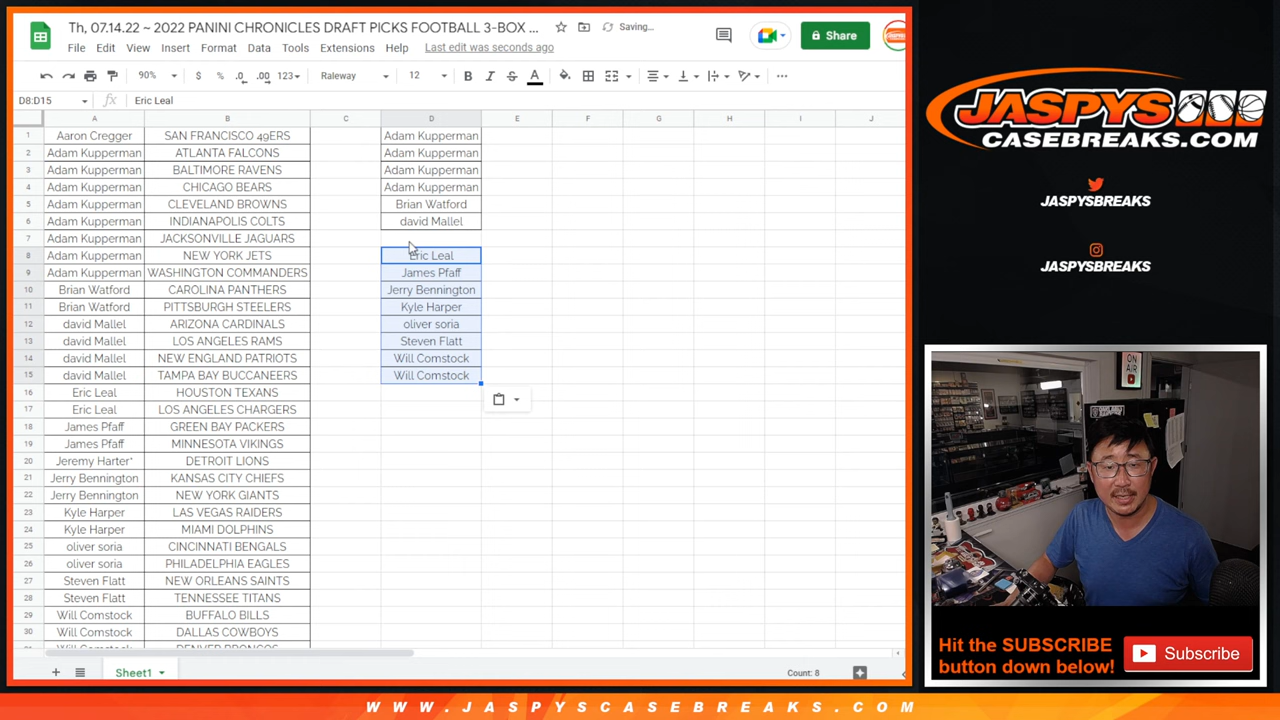 Th, 07.14.22 ~ 2022 PANINI CHRONICLES DRAFT PICKS FOOTBALL 3-BOX ... Saving...
File Edit View Insert Format Data Tools Extensions Help Last edit was seconds ago
Share
90% $ % .0 .00 123 Raleway 12 B I S A
D8:D15 fx Eric Leal
A B C D E F G H I J
1 Aaron Cregger SAN FRANCISCO 49ERS Adam Kupperman
2 Adam Kupperman ATLANTA FALCONS Adam Kupperman
3 Adam Kupperman BALTIMORE RAVENS Adam Kupperman
4 Adam Kupperman CHICAGO BEARS Adam Kupperman
5 Adam Kupperman CLEVELAND BROWNS Brian Watford
6 Adam Kupperman INDIANAPOLIS COLTS david Mallel
7 Adam Kupperman JACKSONVILLE JAGUARS
8 Adam Kupperman NEW YORK JETS Eric Leal
9 Adam Kupperman WASHINGTON COMMANDERS James Pfaff
10 Brian Watford CAROLINA PANTHERS Jerry Bennington
11 Brian Watford PITTSBURGH STEELERS Kyle Harper
12 david Mallel ARIZONA CARDINALS oliver soria
13 david Mallel LOS ANGELES RAMS Steven Flatt
14 david Mallel NEW ENGLAND PATRIOTS Will Comstock
15 david Mallel TAMPA BAY BUCCANEERS Will Comstock
16 Eric Leal HOUSTON TEXANS
17 Eric Leal LOS ANGELES CHARGERS
18 James Pfaff GREEN BAY PACKERS
19 James Pfaff MINNESOTA VIKINGS
20 Jeremy Harter* DETROIT LIONS
21 Jerry Bennington KANSAS CITY CHIEFS
22 Jerry Bennington NEW YORK GIANTS
23 Kyle Harper LAS VEGAS RAIDERS
24 Kyle Harper MIAMI DOLPHINS
25 oliver soria CINCINNATI BENGALS
26 oliver soria PHILADELPHIA EAGLES
27 Steven Flatt NEW ORLEANS SAINTS
28 Steven Flatt TENNESSEE TITANS
29 Will Comstock BUFFALO BILLS
30 Will Comstock DALLAS COWBOYS
Will Comstock DENVER BRONCOS
Sheet1 Count: 8
JASPYS
CASEBREAKS.COM
JASPYSBREAKS
JASPYSBREAKS
ON
AIR
Hit the SUBSCRIBE
button down below!
Subscribe
WWW.JASPYSCASEBREAKS.COM